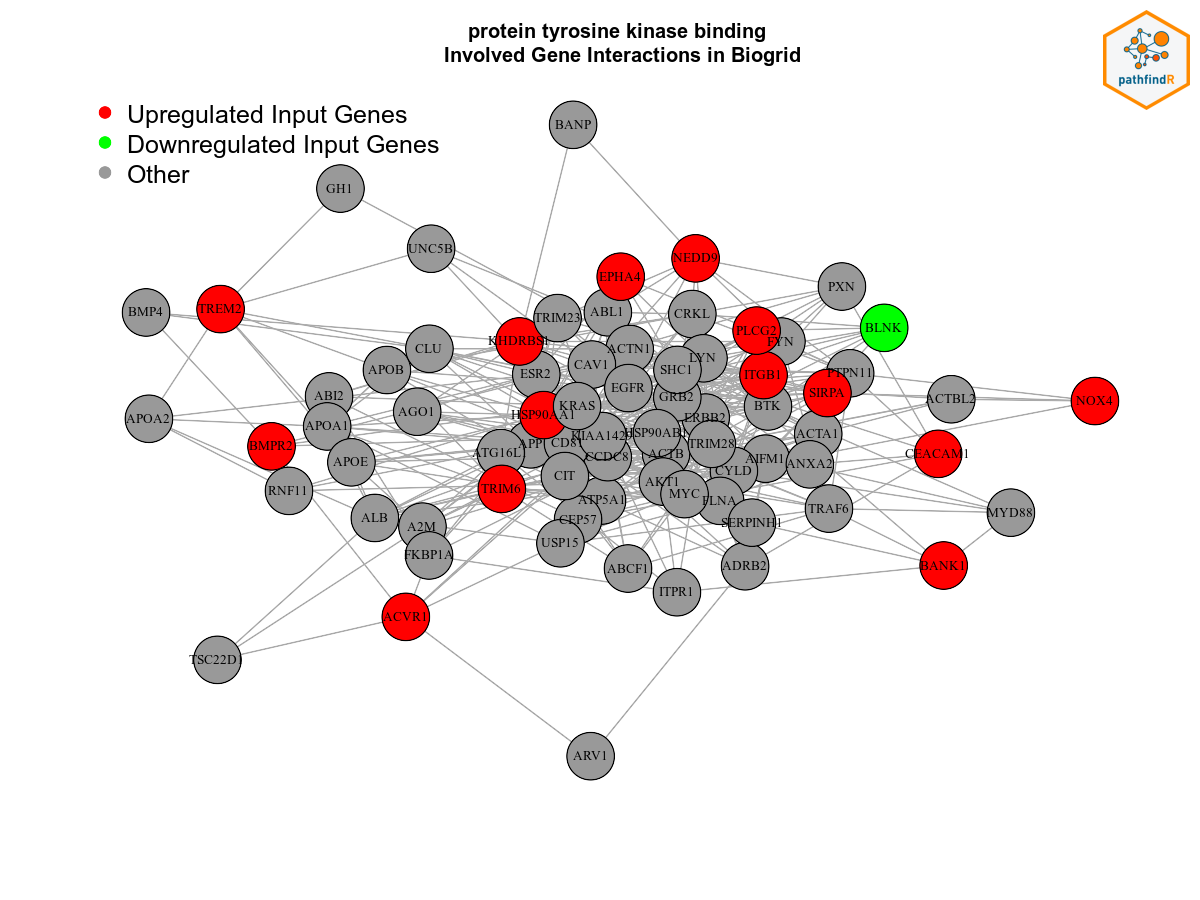 protein tyrosine kinase binding
Involved Gene Interactions in Biogrid
pathfindR
Upregulated Input Genes
Downregulated Input Genes
Other
BANP
GH1
UNC5B
NEDD9
EPHA4
PXN
BMP4
TREM2
TRIM23
ABL1
CRKL
PLCG2
FYN
BLNK
KHDRBS1
CLU
ACTN1
LYN
APOB
ESR2
CAV1
SHC1
ITGB1
PTPN11
EGFR
SIRPA
ABI2
GRB2
ACTBL2
NOX4
AGO1
HSP90AA1
KRAS
BTK
APOA2
APOA1
ERBB2
BMPR2
KIAA1429
HSP90AB1
ACTA1
CD81
TRIM28
ATG16L
CCDC8
ACTB
CEACAM1
APOE
AIFM1
ANXA2
CIT
CYLD
RNF11
TRIM6
AKT1
MYC
ATP5A1
FLNA
TRAF6
MYD88
ALB
A2M
CEP57
SERPINH1
FKBP1A
USP15
ABCF1
ADRB2
BANK1
ITPR1
ACVR1
TSC22D1
ARV1